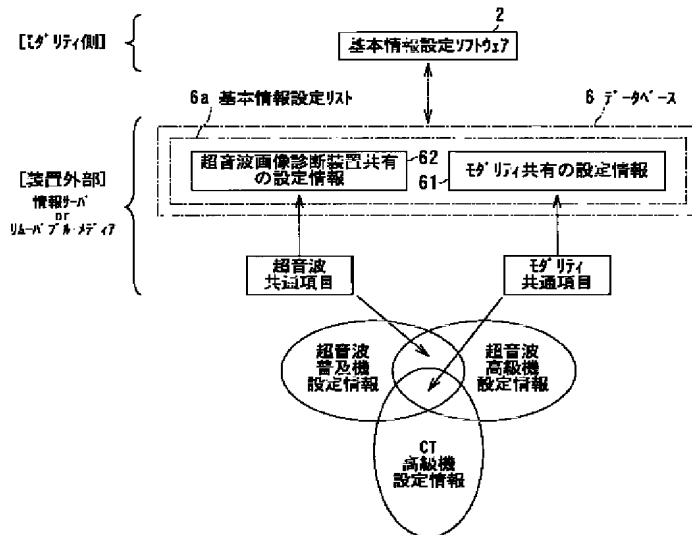 2
[ﾓﾀﾞﾘﾃｨ側]
基本情報設定ソフトウェア
6a 基本情報設定リスト
6 データベース
超音波画像診断装置共有
の設定情報
62
61
モダリティ共有の設定情報
[装置外部]
情報サーバ
or
リムーバブル・メディア
超音波
共通項目
モダリティ
共通項目
超音波
普及機
設定情報
超音波
高級機
設定情報
CT
高級機
設定情報